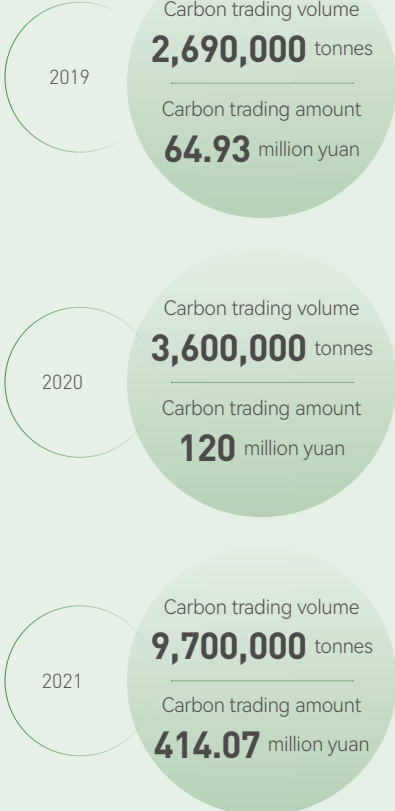 Carbon trading volume
2019
2,690,000 tonnes
Carbon trading amount
64.93 million yuan
Carbon trading volume
2020
3,600,000 tonnes
Carbon trading amount
120 million yuan
Carbon trading volume
2021
9,700,000 tonnes
Carbon trading amount
414.07 million yuan